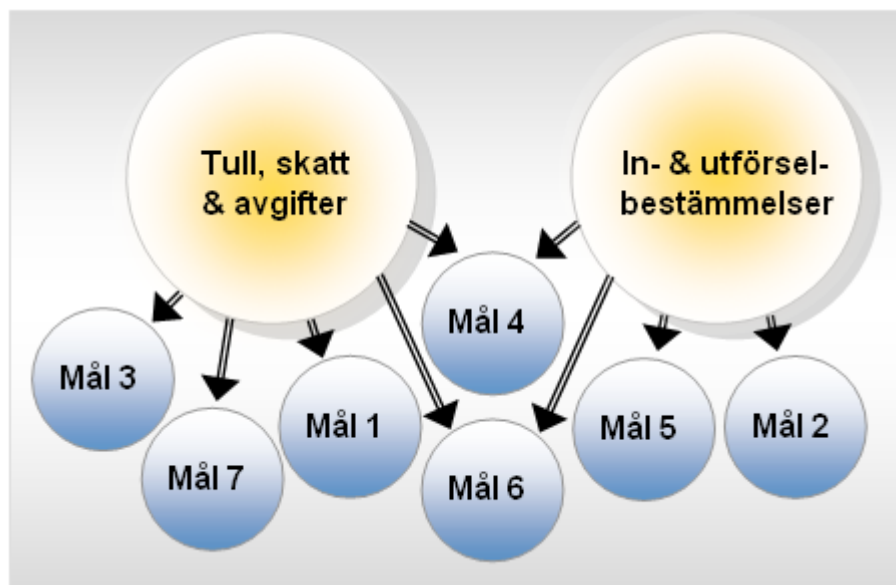 Tull, skatt
& avgifter
In- & utförsel-
bestämmelser
Mål 4
Mål 3
Mål 1
Mål 5
Mål 2
Mål 7
Mål 6